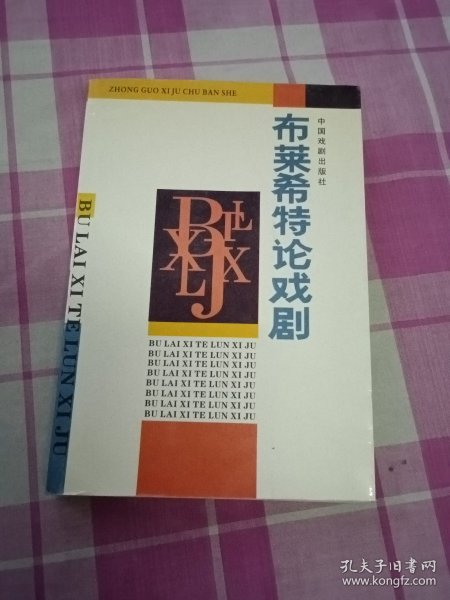 ZHONG GUO XI JU CHU BAN SHE
中国戏剧出版社
布莱希特论戏剧
BU LAI XI TE LUN XI JU
BLTLXXJ
BU LAI XI TE LUN XI JU
BU LAI XI TE LUN XI JU
BU LAI XI TE LUN XI JU
BU LAI XI TE LUN XI JU
BU LAI XI TE LUN XI JU
BU LAI XI TE LUN XI JU
BU LAI XI TE LUN XI JU
BU LAI XI TE LUN XI JU
孔夫子旧书网
www.kongfz.com